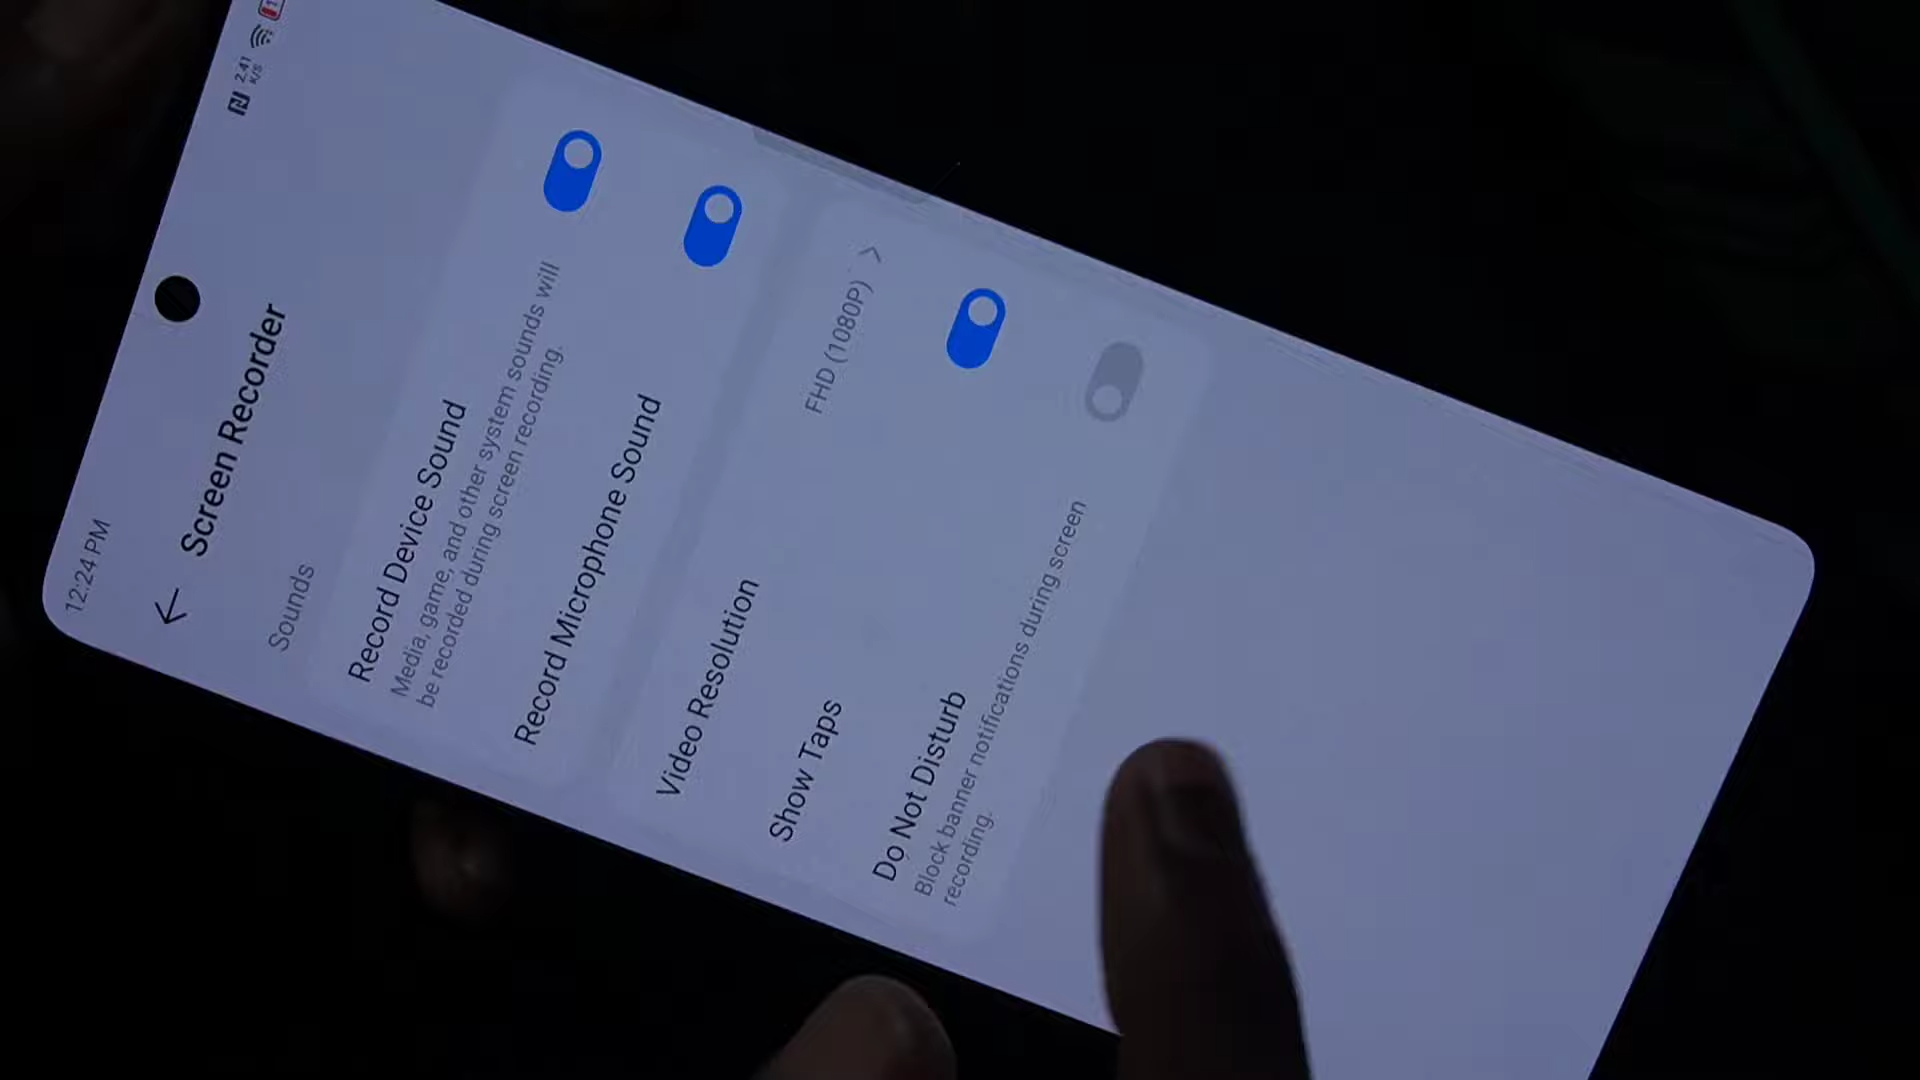 12:24 PM
2.41
K/S
Screen Recorder
Sounds
Record Device Sound
Media, game, and other system sounds will
be recorded during screen recording.
Record Microphone Sound
Video Resolution
FHD (1080P)
Show Taps
Do Not Disturb
Block banner notifications during screen
recording.